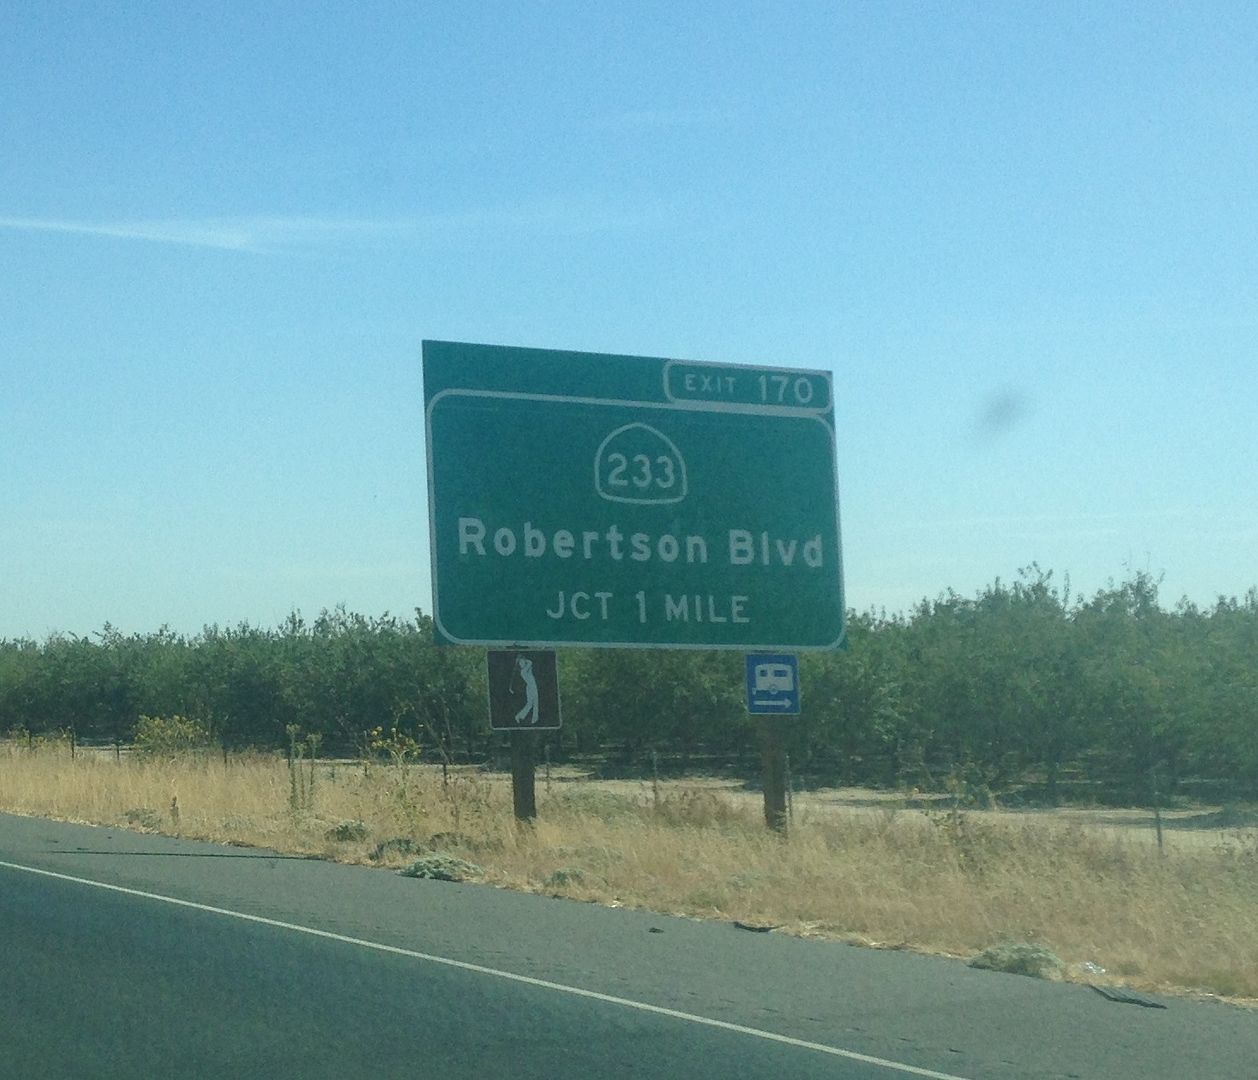 EXIT 170
233
Robertson Blvd
JCT 1 MILE